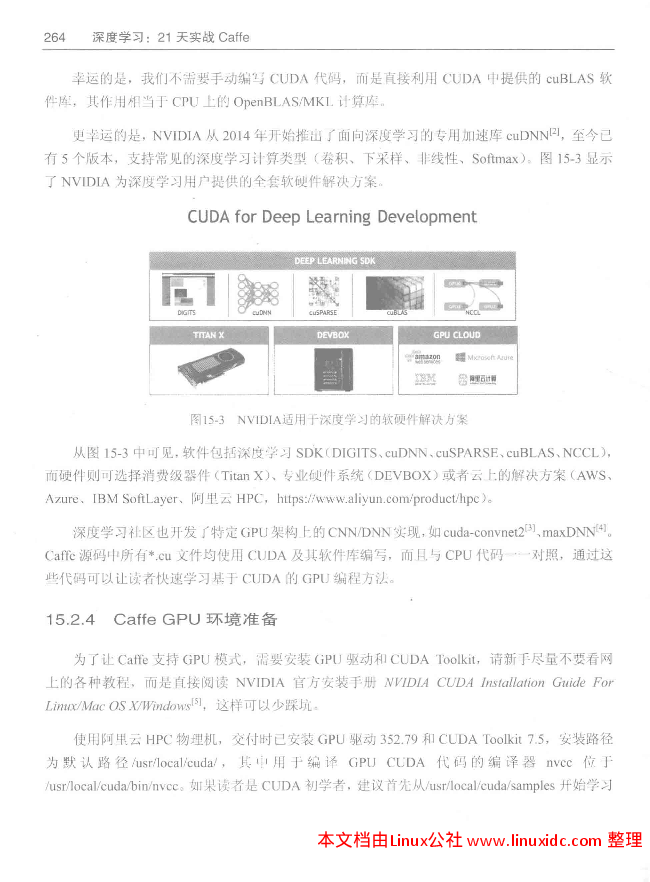 264 深度学习：21 天实战 Caffe
幸运的是，我们不需要手动编写 CUDA 代码，而是直接利用 CUDA 中提供的 cuBLAS 软
件库，其作用相当于 CPU 上的 OpenBLAS/MKL 计算库。
更幸运的是，NVIDIA 从 2014 年开始推出了面向深度学习的专用加速库 cuDNN[2]，至今已
有 5 个版本，支持常见的深度学习计算类型（卷积、下采样、非线性、Softmax）。图 15-3 显示
了 NVIDIA 为深度学习用户提供的全套软硬件解决方案。
CUDA for Deep Learning Development
DEEP LEARNING SDK
DIGITS cuDNN cuSPARSE cuBLAS NCCL
TITAN X DEVBOX GPU CLOUD
amazon web services Microsoft Azure
IBM 阿里云计算
图15-3 NVIDIA适用于深度学习的软硬件解决方案
从图 15-3 中可见，软件包括深度学习 SDK（DIGITS、cuDNN、cuSPARSE、cuBLAS、NCCL），
而硬件则可选择消费级器件（Titan X）、专业硬件系统（DEVBOX）或者云上的解决方案（AWS、
Azure、IBM SoftLayer、阿里云 HPC，https://www.aliyun.com/product/hpc）。
深度学习社区也开发了特定 GPU 架构上的 CNN/DNN 实现，如 cuda-convnet2[3]、maxDNN[4]。
Caffe 源码中所有*.cu 文件均使用 CUDA 及其软件库编写，而且与 CPU 代码一一对照，通过这
些代码可以让读者快速学习基于 CUDA 的 GPU 编程方法。
15.2.4 Caffe GPU 环境准备
为了让 Caffe 支持 GPU 模式，需要安装 GPU 驱动和 CUDA Toolkit，请新手尽量不要看网
上的各种教程，而是直接阅读 NVIDIA 官方安装手册 NVIDIA CUDA Installation Guide For
Linux/Mac OS X/Windows[5]，这样可以少踩坑。
使用阿里云 HPC 物理机，交付时已安装 GPU 驱动 352.79 和 CUDA Toolkit 7.5，安装路径
为默认路径 /usr/local/cuda/，其中用于编译 GPU CUDA 代码的编译器 nvcc 位于
/usr/local/cuda/bin/nvcc。如果读者是 CUDA 初学者，建议首先从/usr/local/cuda/samples 开始学习
本文档由Linux公社 www.linuxidc.com 整理